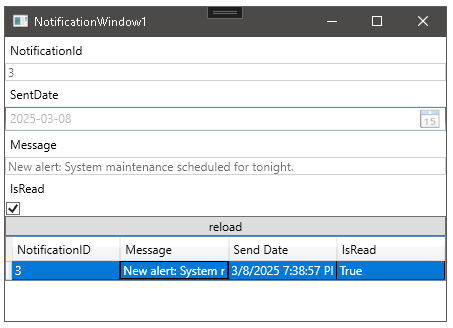 NotificationWindow1
NotificationId
3
SentDate
2025-03-08
15
Message
New alert: System maintenance scheduled for tonight.
IsRead
reload
NotificationID Message Send Date IsRead
3 New alert: System r 3/8/2025 7:38:57 Pl True